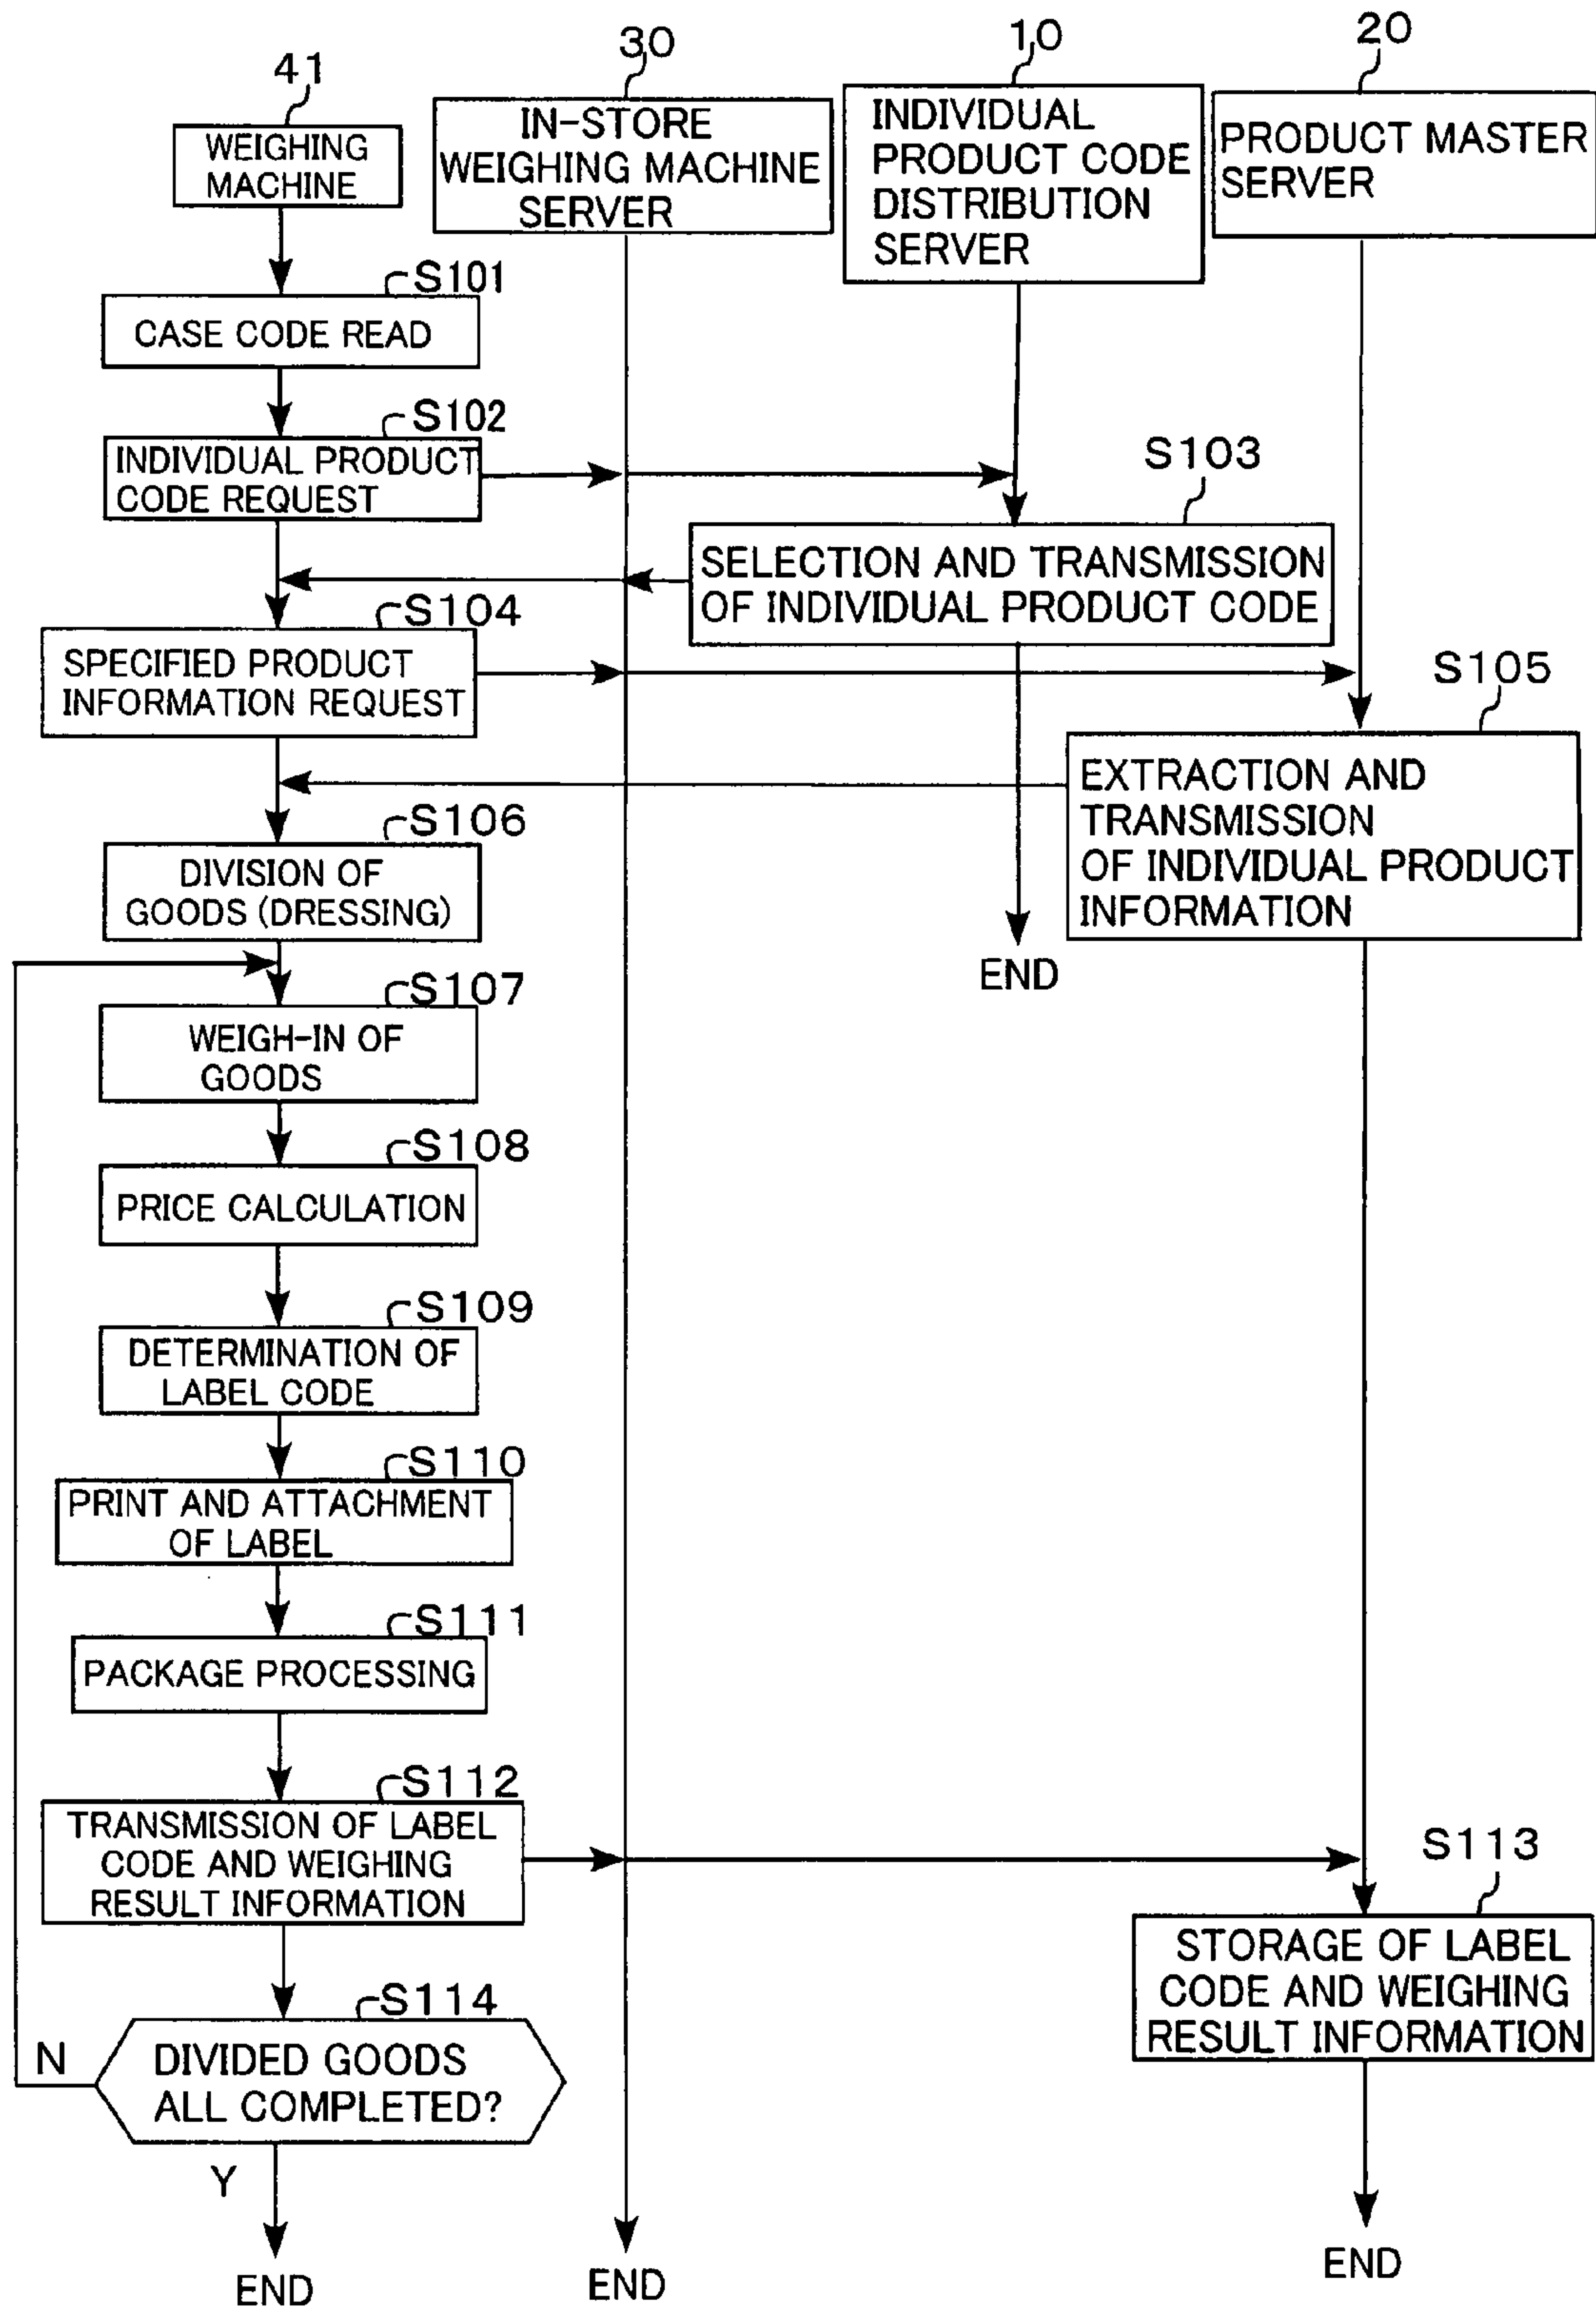 41
30
10
20
WEIGHING
MACHINE
IN-STORE
WEIGHING MACHINE
SERVER
INDIVIDUAL
PRODUCT CODE
DISTRIBUTION
SERVER
PRODUCT MASTER
SERVER
S101
CASE CODE READ
S102
INDIVIDUAL PRODUCT
CODE REQUEST
S103
SELECTION AND TRANSMISSION
OF INDIVIDUAL PRODUCT CODE
S104
SPECIFIED PRODUCT
INFORMATION REQUEST
S105
EXTRACTION AND
TRANSMISSION
OF INDIVIDUAL PRODUCT
INFORMATION
S106
DIVISION OF
GOODS (DRESSING)
END
S107
WEIGH-IN OF
GOODS
S108
PRICE CALCULATION
S109
DETERMINATION OF
LABEL CODE
S110
PRINT AND ATTACHMENT
OF LABEL
S111
PACKAGE PROCESSING
S112
TRANSMISSION OF LABEL
CODE AND WEIGHING
RESULT INFORMATION
S113
STORAGE OF LABEL
CODE AND WEIGHING
RESULT INFORMATION
S114
N
DIVIDED GOODS
ALL COMPLETED?
Y
END
END
END